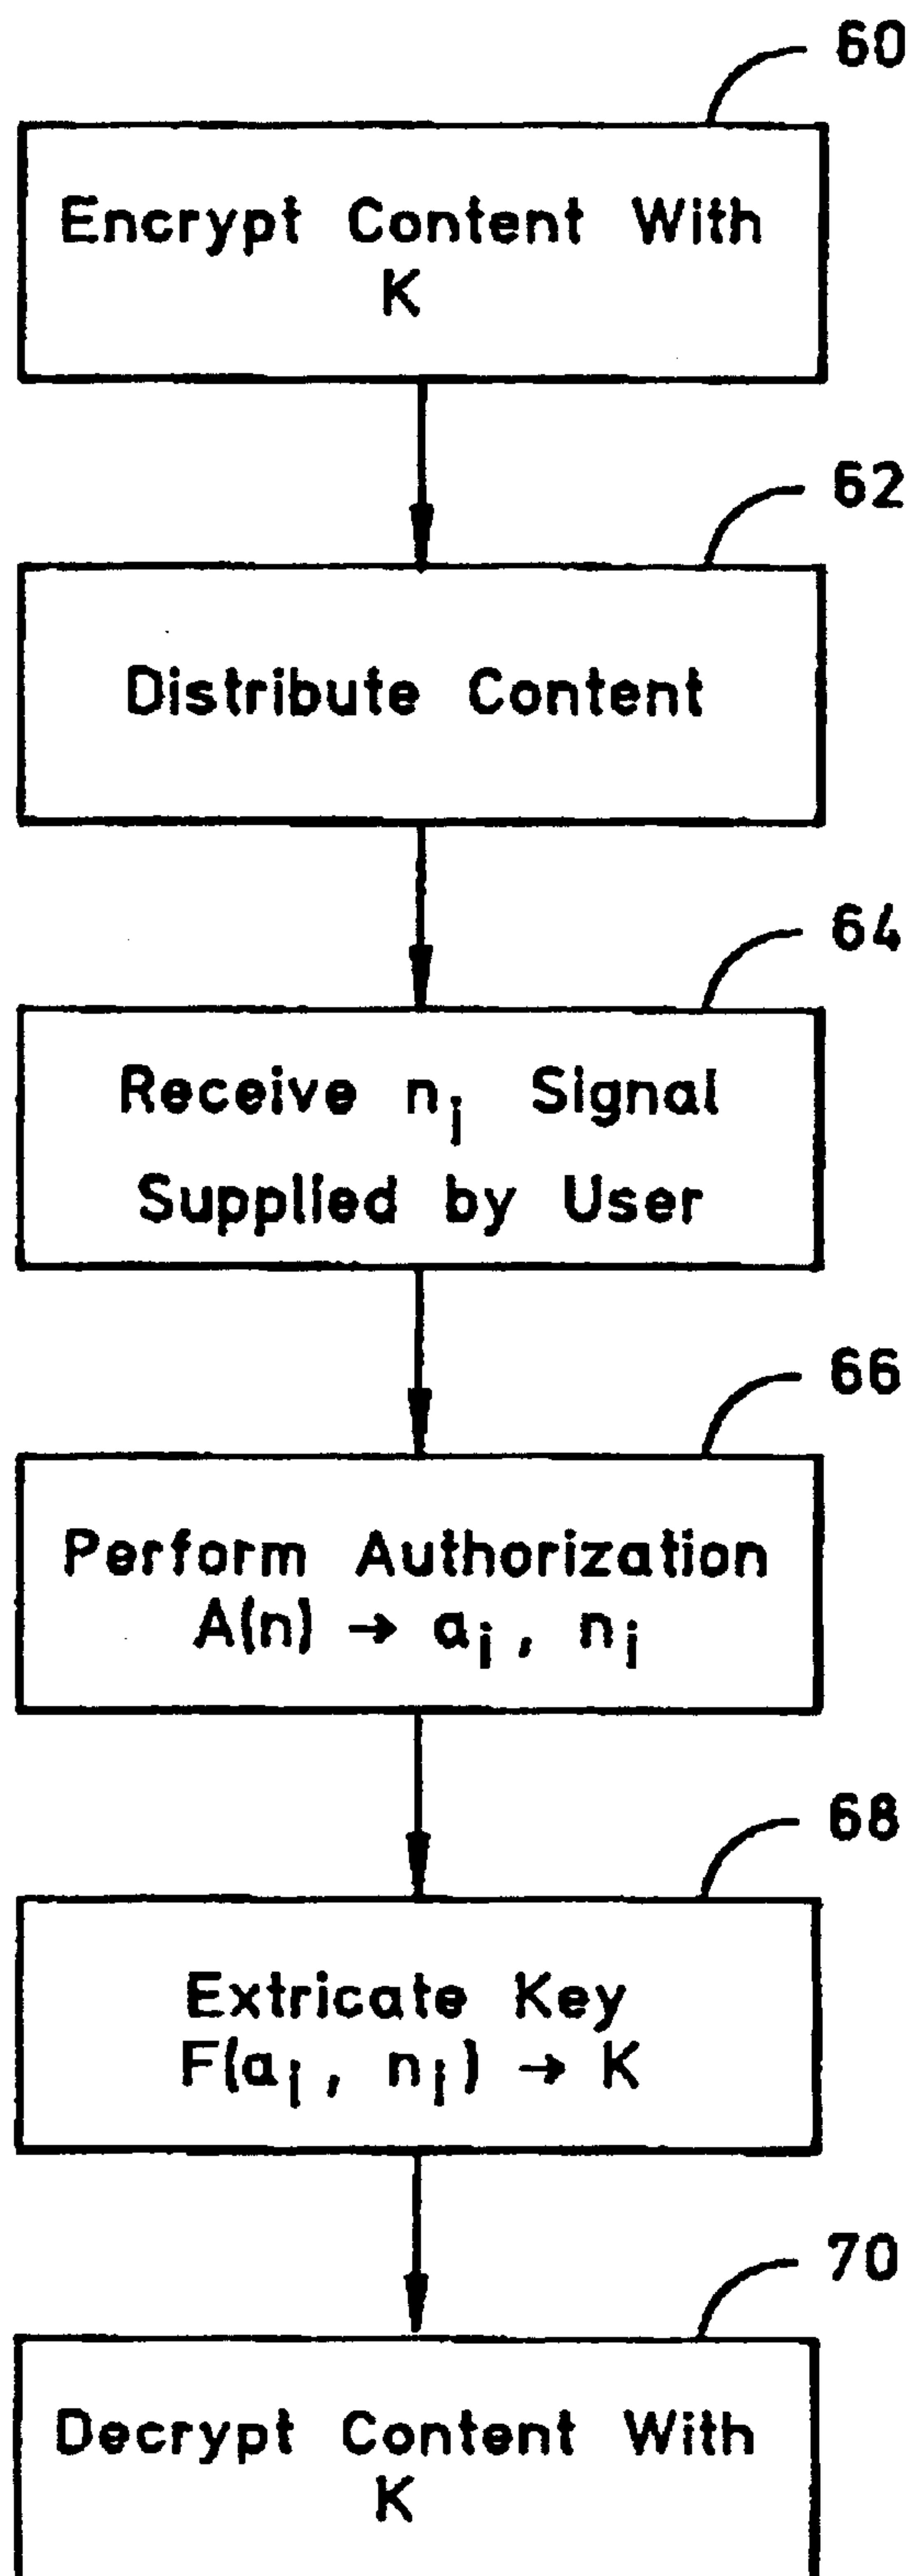 60
Encrypt Content With
K
62
Distribute Content
64
Receive nᵢ Signal
Supplied by User
66
Perform Authorization
A(n) → aᵢ, nᵢ
68
Extricate Key
F(aᵢ, nᵢ) → K
70
Decrypt Content With
K